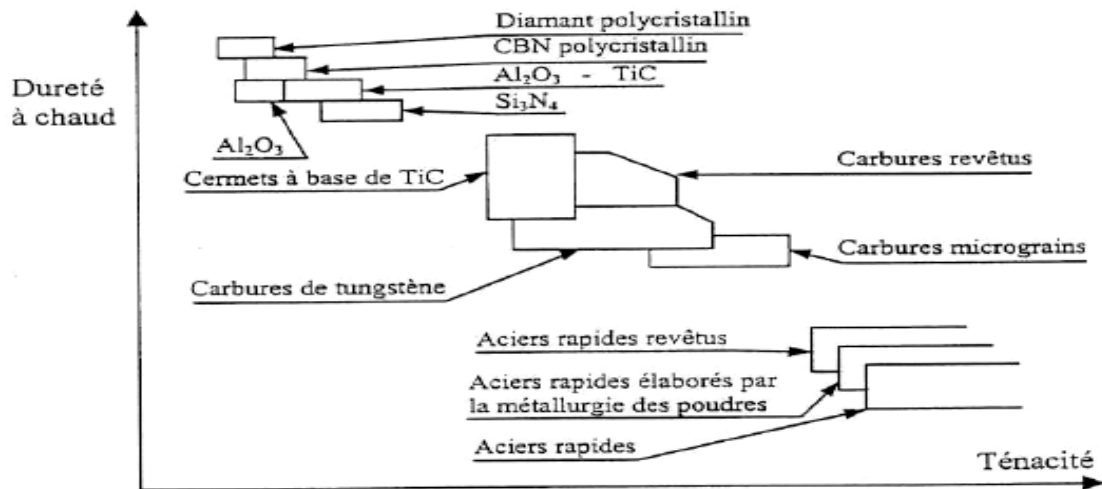 Diamant polycristallin
CBN polycristallin
Dureté
à chaud
Al₂O₃ - TiC
Si₃N₄
Al₂O₃
Cermets à base de TiC
Carbures revêtus
Carbures micrograins
Carbures de tungstène
Aciers rapides revêtus
Aciers rapides élaborés par
la métallurgie des poudres
Aciers rapides
Ténacité